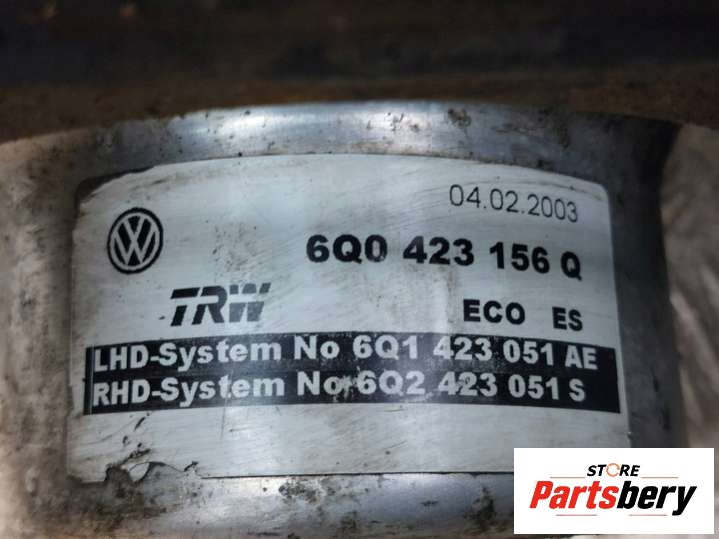 04.02.2003
VW
6Q0 423 156 Q
TRW
ECO ES
LHD-System No 6Q1 423 051 AE
RHD-System No 6Q2 423 051 S
STORE
Partsbery